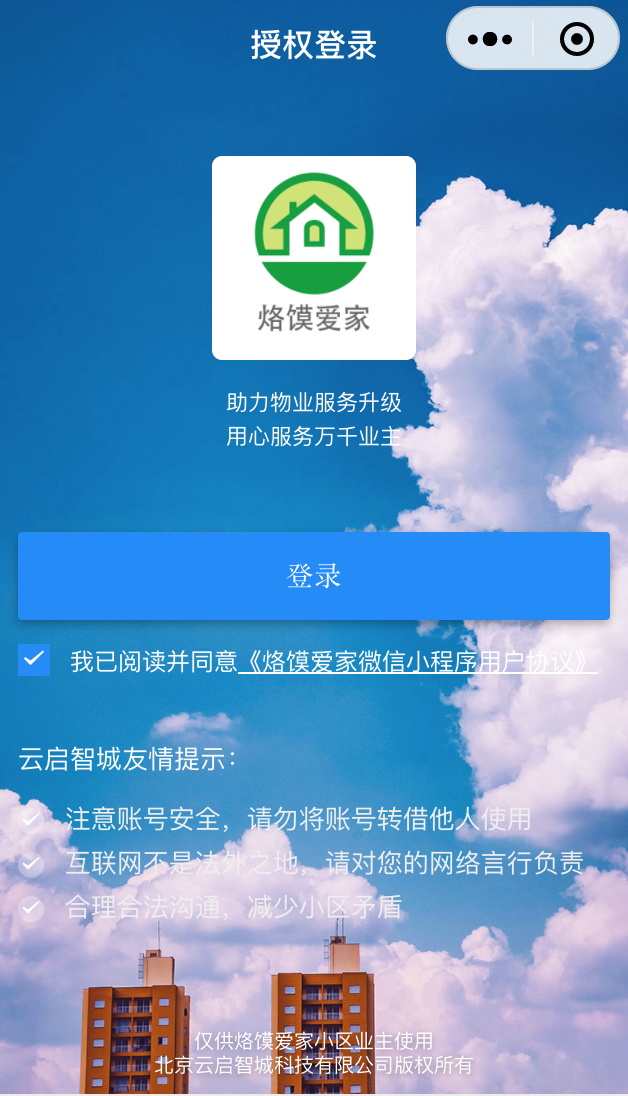 授权登录
烙馍爱家
助力物业服务升级
用心服务万千业主
登录
我已阅读并同意《烙馍爱家微信小程序用户协议》
云启智城友情提示：
注意账号安全，请勿将账号转借他人使用
互联网不是法外之地，请对您的网络言行负责
合理合法沟通，减少小区矛盾
仅供烙馍爱家小区业主使用
北京云启智城科技有限公司版权所有